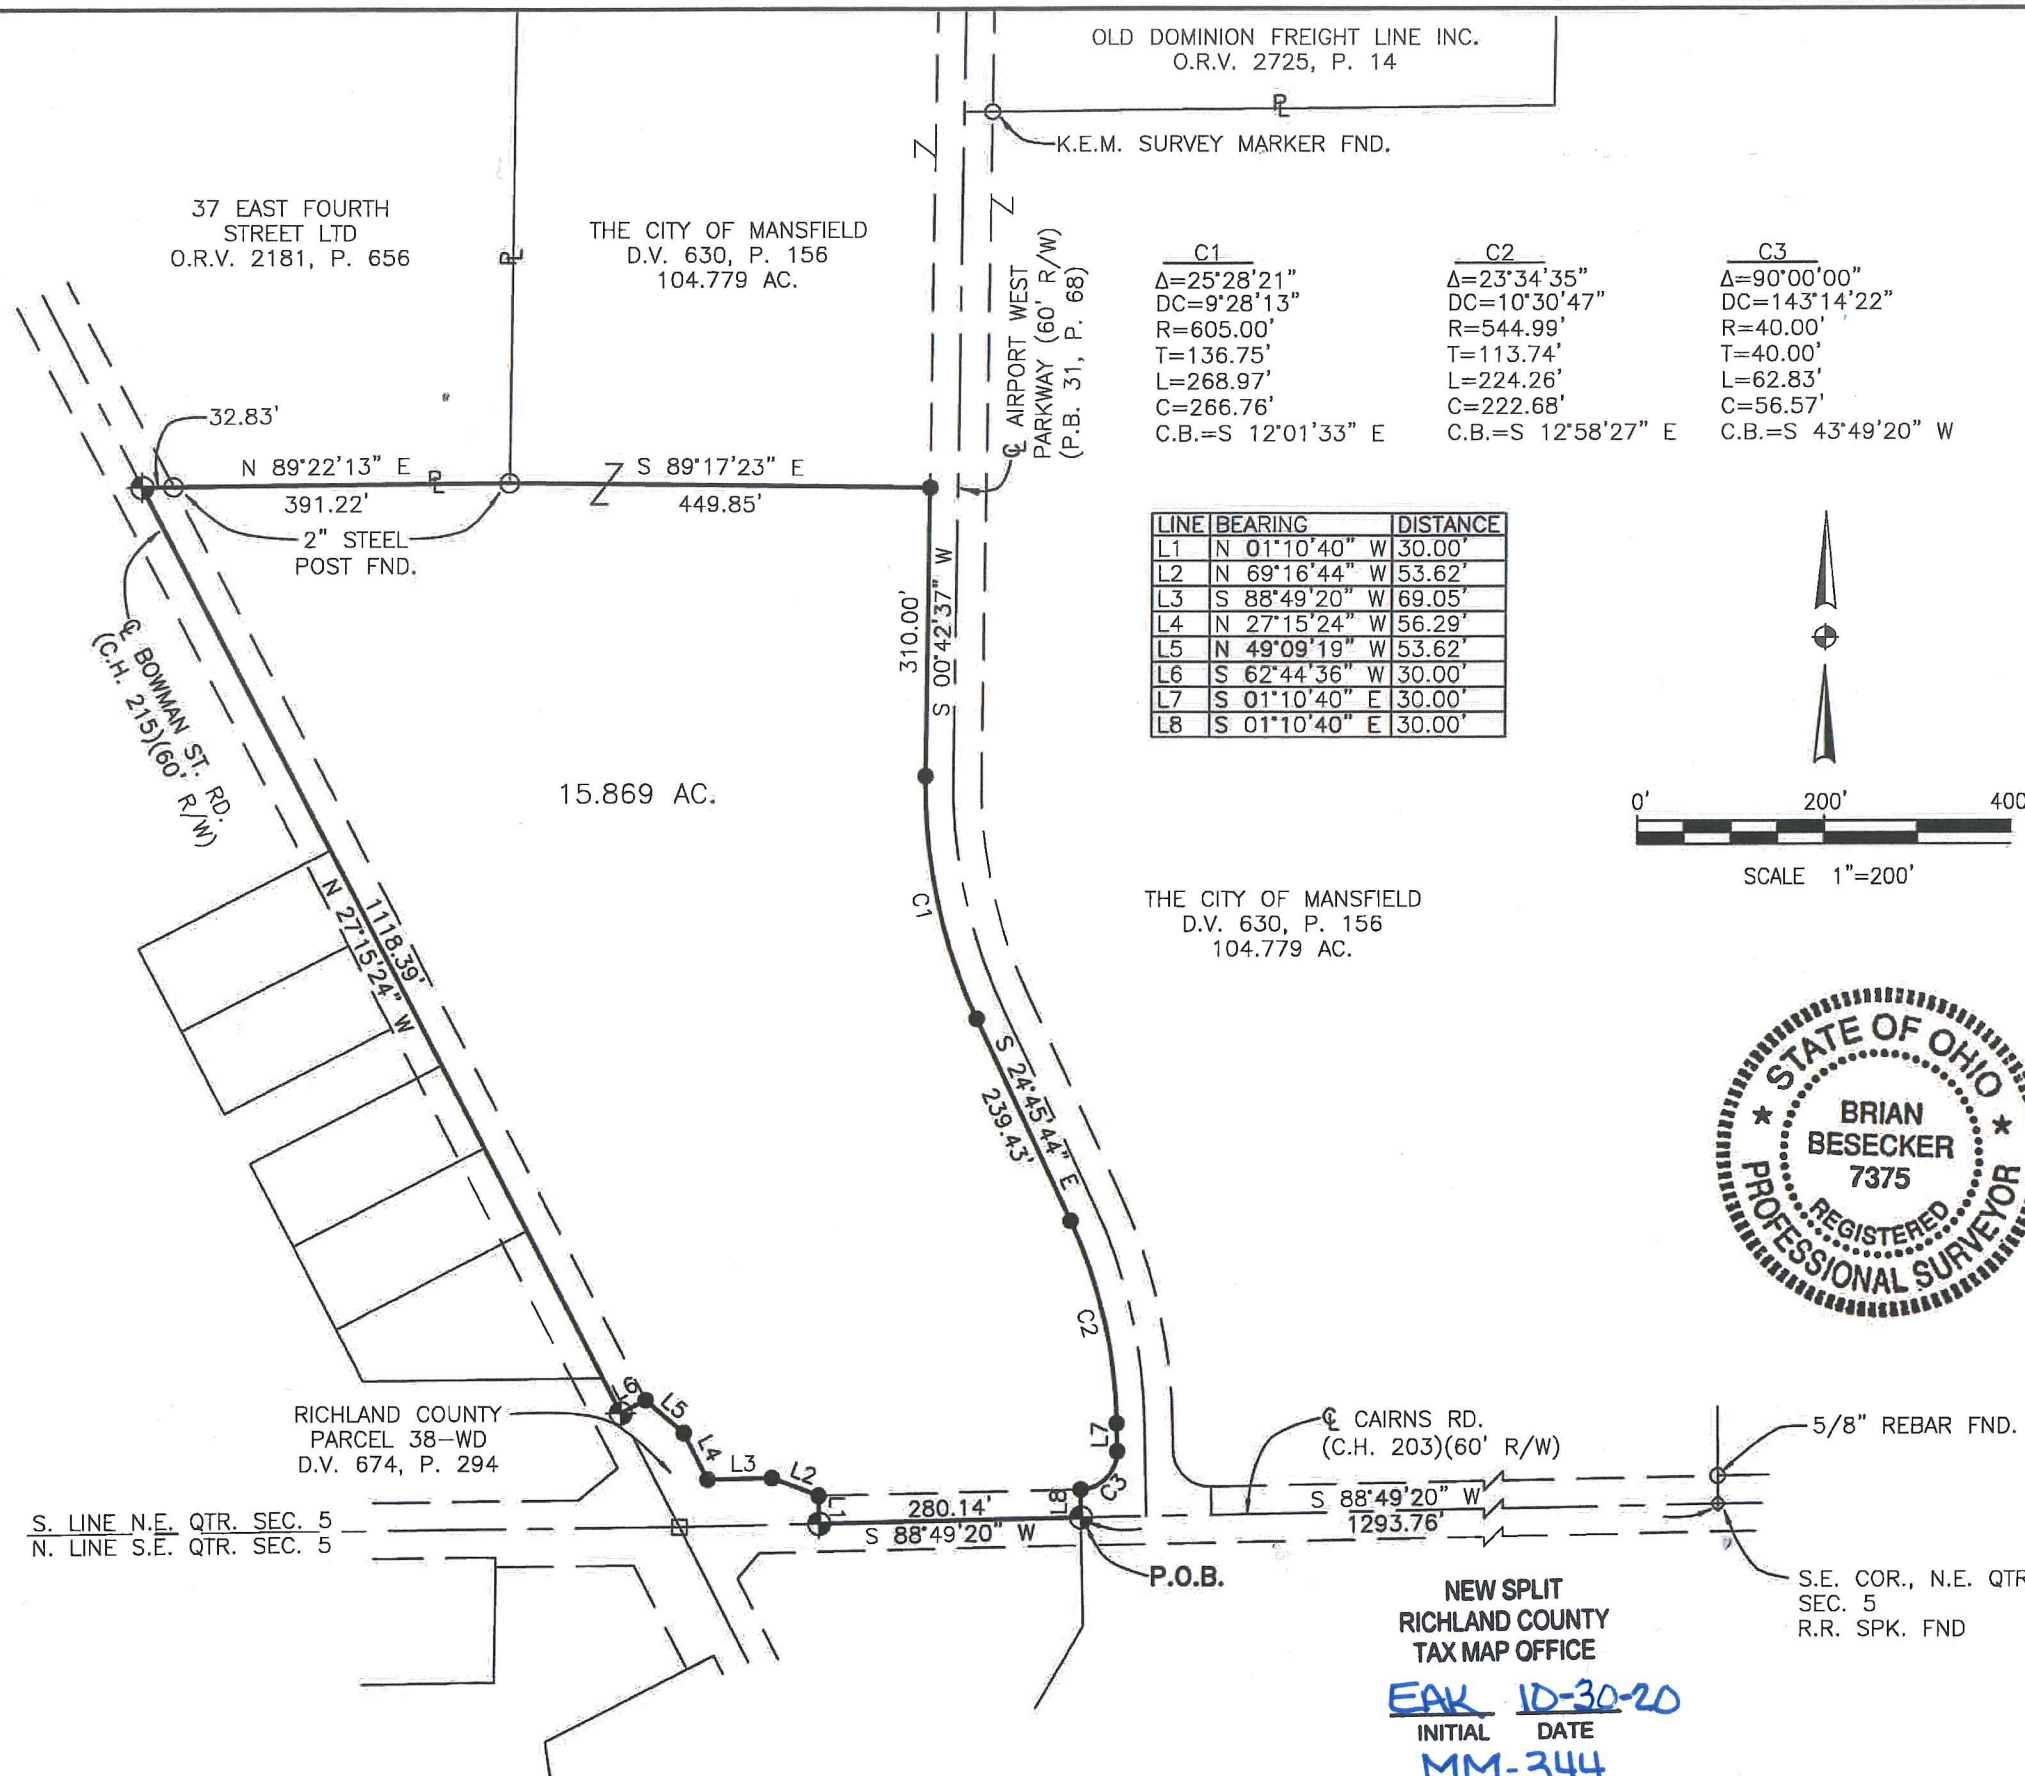 OLD DOMINION FREIGHT LINE INC.
O.R.V. 2725, P. 14
K.E.M. SURVEY MARKER FND.
37 EAST FOURTH
STREET LTD
O.R.V. 2181, P. 656
THE CITY OF MANSFIELD
D.V. 630, P. 156
104.779 AC.
℄ AIRPORT WEST
PARKWAY (60' R/W)
(P.B. 31, P. 68)
C1
Δ=25°28'21"
DC=9°28'13"
R=605.00'
T=136.75'
L=268.97'
C=266.76'
C.B.=S 12°01'33" E
C2
Δ=23°34'35"
DC=10°30'47"
R=544.99'
T=113.74'
L=224.26'
C=222.68'
C.B.=S 12°58'27" E
C3
Δ=90°00'00"
DC=143°14'22"
R=40.00'
T=40.00'
L=62.83'
C=56.57'
C.B.=S 43°49'20" W
32.83'
N 89°22'13" E
391.22'
S 89°17'23" E
449.85'
2" STEEL
POST FND.
LINE BEARING DISTANCE
L1 N 01°10'40" W 30.00'
L2 N 69°16'44" W 53.62'
L3 S 88°49'20" W 69.05'
L4 N 27°15'24" W 56.29'
L5 N 49°09'19" W 53.62'
L6 S 62°44'36" W 30.00'
L7 S 01°10'40" E 30.00'
L8 S 01°10'40" E 30.00'
310.00'
S 00°42'37" W
℄ BOWMAN ST. RD.
(C.H. 215)(60' R/W)
15.869 AC.
0' 200' 400
SCALE 1"=200'
1118.39'
N 27°15'24" W
C1
THE CITY OF MANSFIELD
D.V. 630, P. 156
104.779 AC.
S 24°45'44" E
239.43'
STATE OF OHIO
BRIAN
BESECKER
7375
REGISTERED
PROFESSIONAL SURVEYOR
C2
RICHLAND COUNTY
PARCEL 38-WD
D.V. 674, P. 294
L6
L5
L4
L3
L2
L1
L7
C3
L8
℄ CAIRNS RD.
(C.H. 203)(60' R/W)
5/8" REBAR FND.
S. LINE N.E. QTR. SEC. 5
N. LINE S.E. QTR. SEC. 5
280.14'
S 88°49'20" W
S 88°49'20" W
1293.76'
P.O.B.
S.E. COR., N.E. QTR
SEC. 5
R.R. SPK. FND
NEW SPLIT
RICHLAND COUNTY
TAX MAP OFFICE
EAK 10-30-20
INITIAL DATE
MM-344